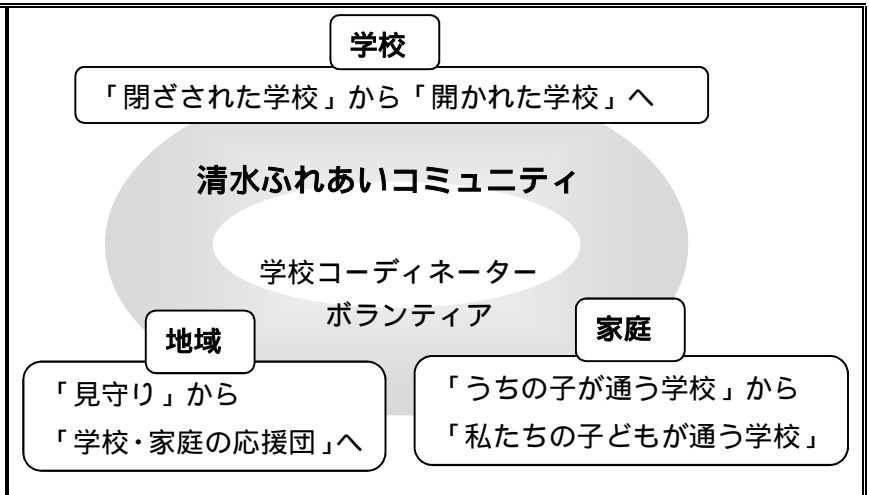 学校
「閉ざされた学校」から「開かれた学校」へ
清水ふれあいコミュニティ
学校コーディネーター
ボランティア
地域
「見守り」から
「学校・家庭の応援団」へ
家庭
「うちの子が通う学校」から
「私たちの子どもが通う学校」